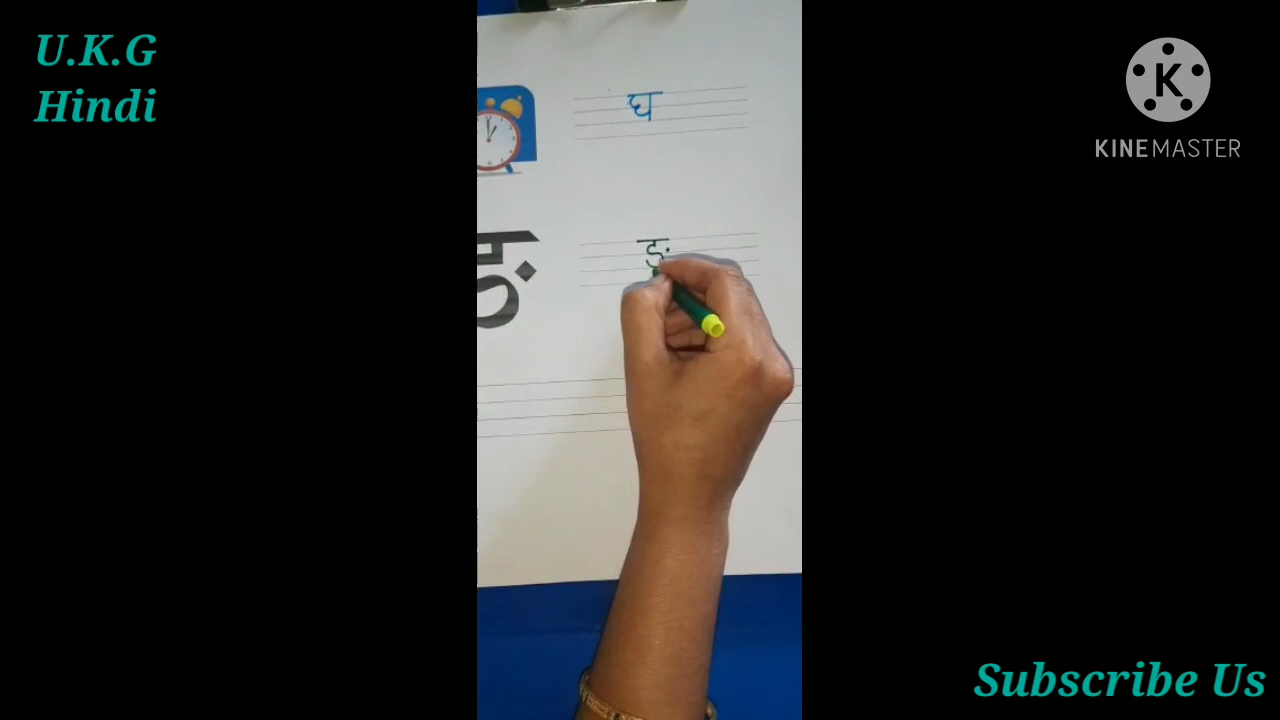 U.K.G
Hindi
K
KINEMASTER
घ
ङ
ङ
Subscribe Us